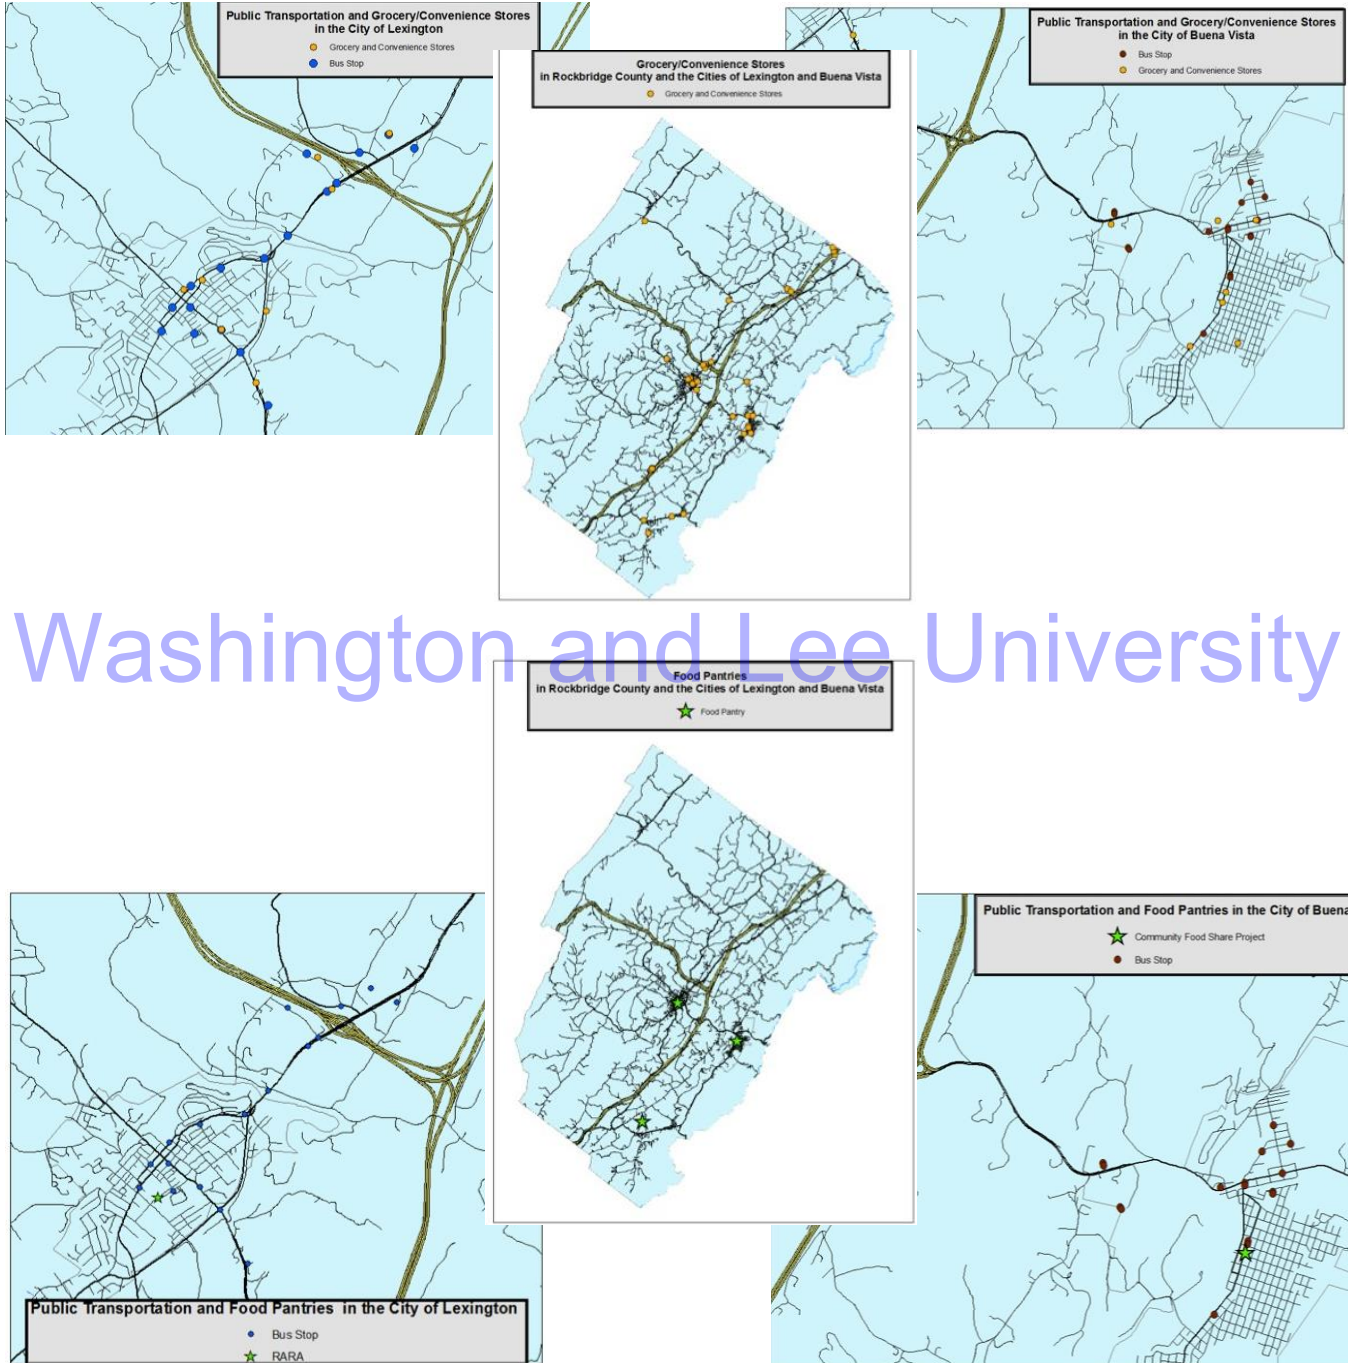 Public Transportation and Grocery/Convenience Stores
in the City of Lexington
Grocery and Convenience Stores
Bus Stop
Grocery/Convenience Stores
in Rockbridge County and the Cities of Lexington and Buena Vista
Grocery and Convenience Stores
Public Transportation and Grocery/Convenience Stores
in the City of Buena Vista
Bus Stop
Grocery and Convenience Stores
Washington and Lee University
Food Pantries
in Rockbridge County and the Cities of Lexington and Buena Vista
Food Pantry
Public Transportation and Food Pantries in the City of Buena
Community Food Share Project
Bus Stop
Public Transportation and Food Pantries in the City of Lexington
Bus Stop
RARA